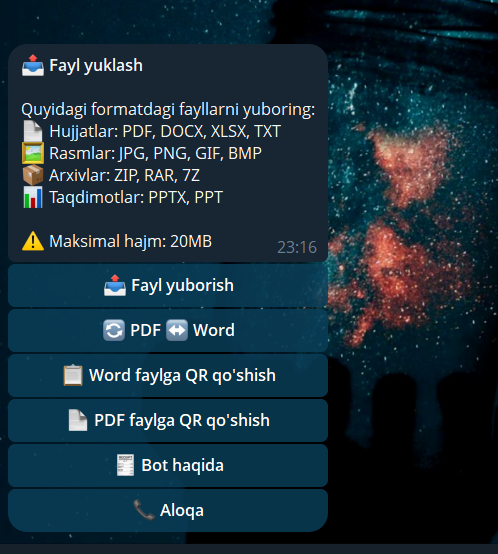 📤 Fayl yuklash
Quyidagi formatdagi fayllarni yuboring:
📄 Hujjatlar: PDF, DOCX, XLSX, TXT
🖼️ Rasmlar: JPG, PNG, GIF, BMP
📦 Arxivlar: ZIP, RAR, 7Z
📊 Taqdimotlar: PPTX, PPT
⚠️ Maksimal hajm: 20MB
23:16
📤 Fayl yuborish
🔄 PDF ↔️ Word
📋 Word faylga QR qo'shish
📄 PDF faylga QR qo'shish
🧾 Bot haqida
📞 Aloqa